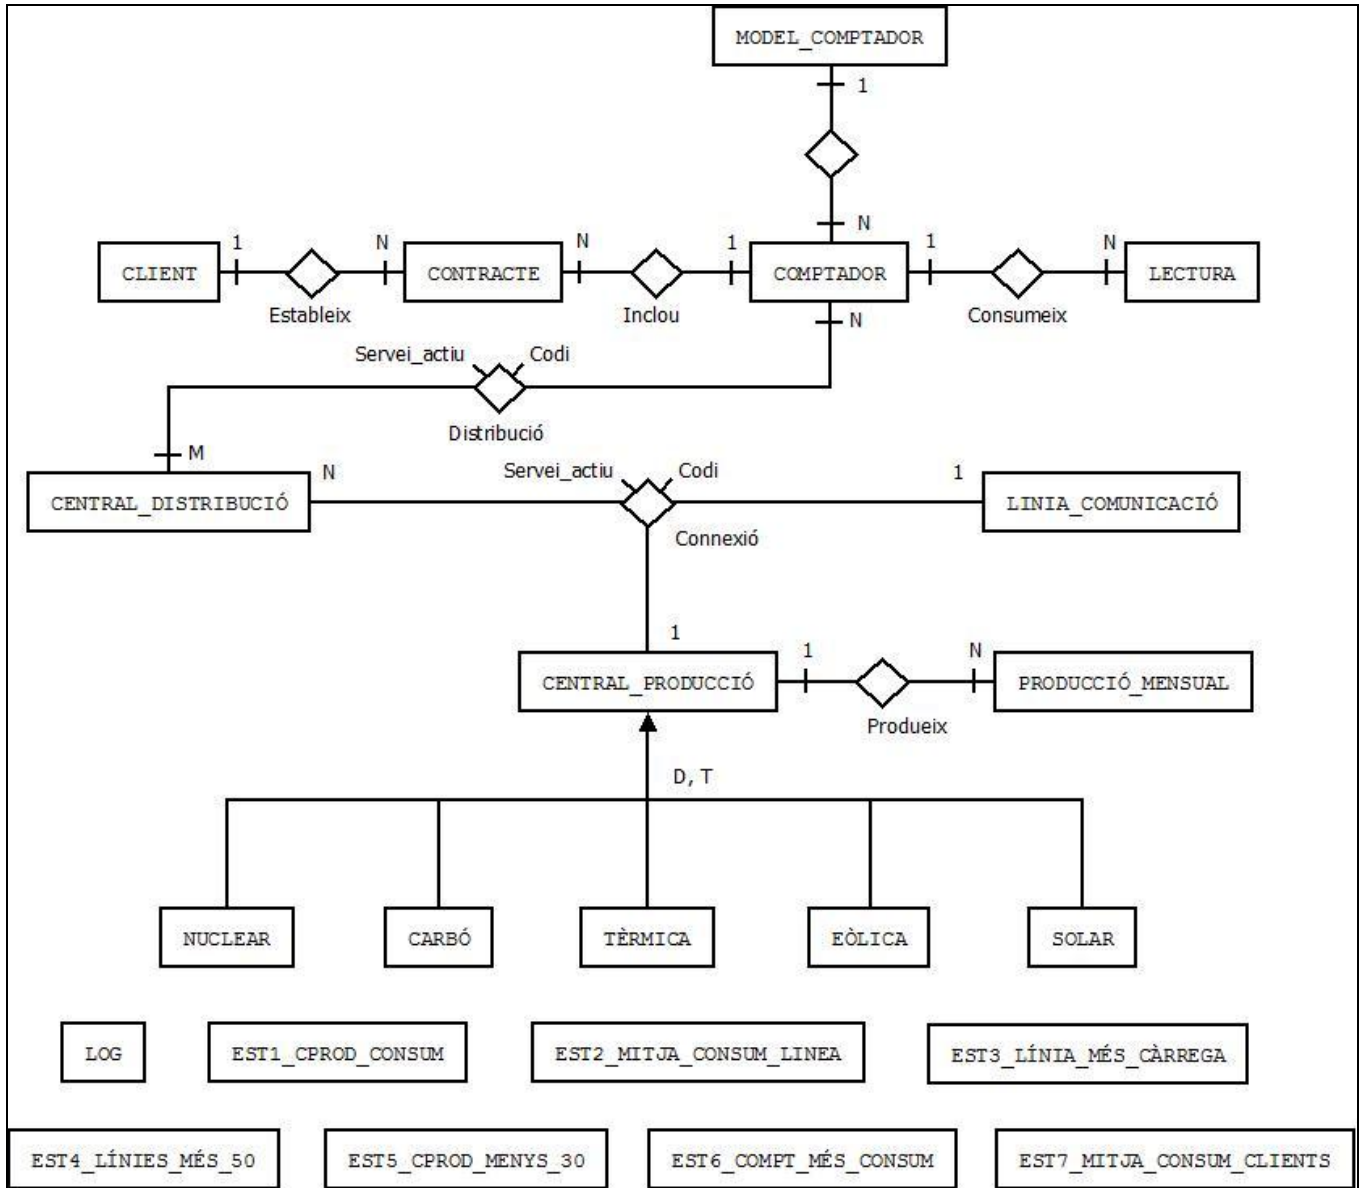 MODEL_COMPTADOR
1
N
CLIENT
1
N
CONTRACTE
N
1
COMPTADOR
1
N
LECTURA
Estableix
Inclou
N
Consumeix
Servei_actiu
Codi
Distribució
M
CENTRAL_DISTRIBUCIÓ
N
Servei_actiu
Codi
1
LINIA_COMUNICACIÓ
Connexió
1
CENTRAL_PRODUCCIÓ
1
N
PRODUCCIÓ_MENSUAL
Produeix
D, T
NUCLEAR
CARBÓ
TÈRMICA
EÒLICA
SOLAR
LOG
EST1_CPROD_CONSUM
EST2_MITJA_CONSUM_LINEA
EST3_LÍNIA_MÉS_CÀRREGA
EST4_LÍNIES_MÉS_50
EST5_CPROD_MENYS_30
EST6_COMPT_MÉS_CONSUM
EST7_MITJA_CONSUM_CLIENTS